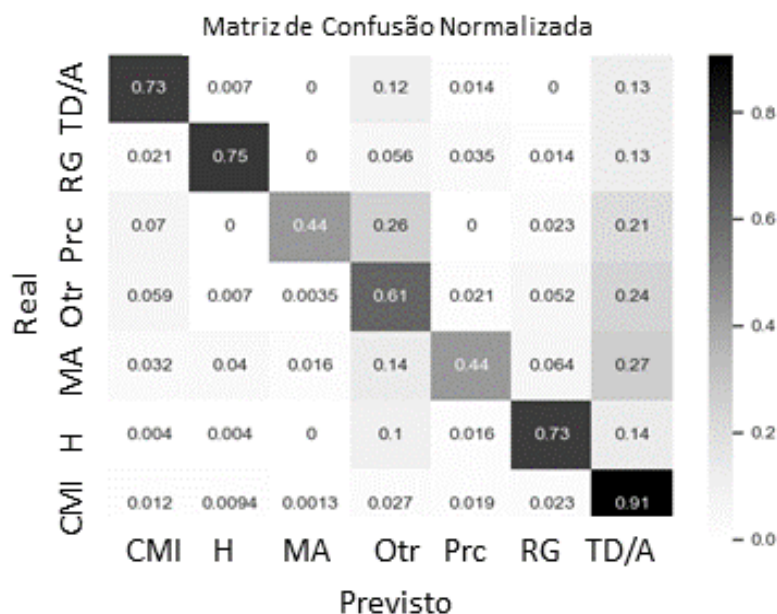 Matriz de Confusão Normalizada
TD/A 0.73 0.007 0 0.12 0.014 0 0.13
RG 0.021 0.75 0 0.056 0.035 0.014 0.13
Prc 0.07 0 0.44 0.26 0 0.023 0.21
Otr 0.059 0.007 0.0035 0.61 0.021 0.052 0.24
MA 0.032 0.04 0.016 0.14 0.44 0.064 0.27
H 0.004 0.004 0 0.1 0.016 0.73 0.14
CMI 0.012 0.0094 0.0013 0.027 0.019 0.023 0.91
Real
CMI H MA Otr Prc RG TD/A
Previsto
0.8
0.6
0.4
0.2
0.0